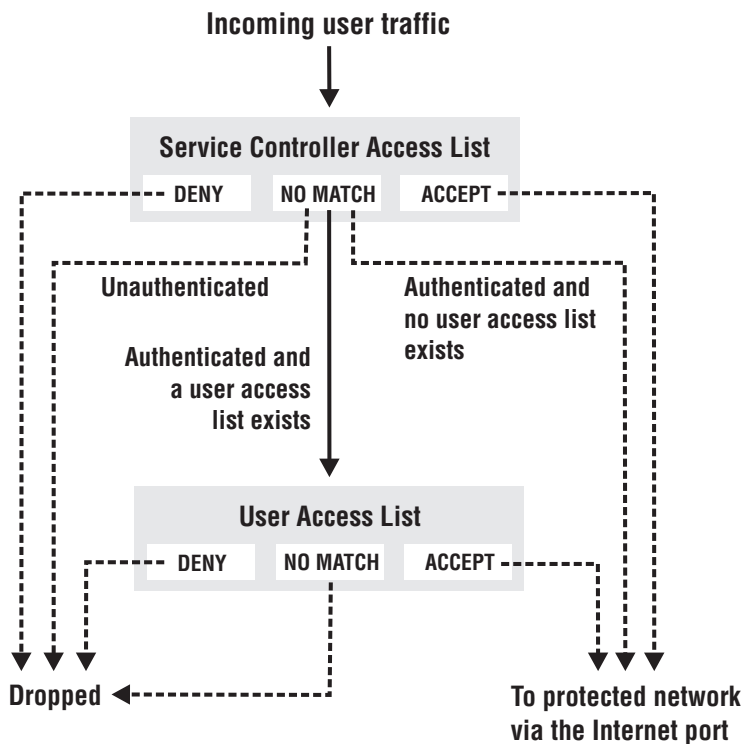 Incoming user traffic
Service Controller Access List
DENY
NO MATCH
ACCEPT
Unauthenticated
Authenticated and
no user access list
exists
Authenticated and
a user access
list exists
User Access List
DENY
NO MATCH
ACCEPT
Dropped
To protected network
via the Internet port